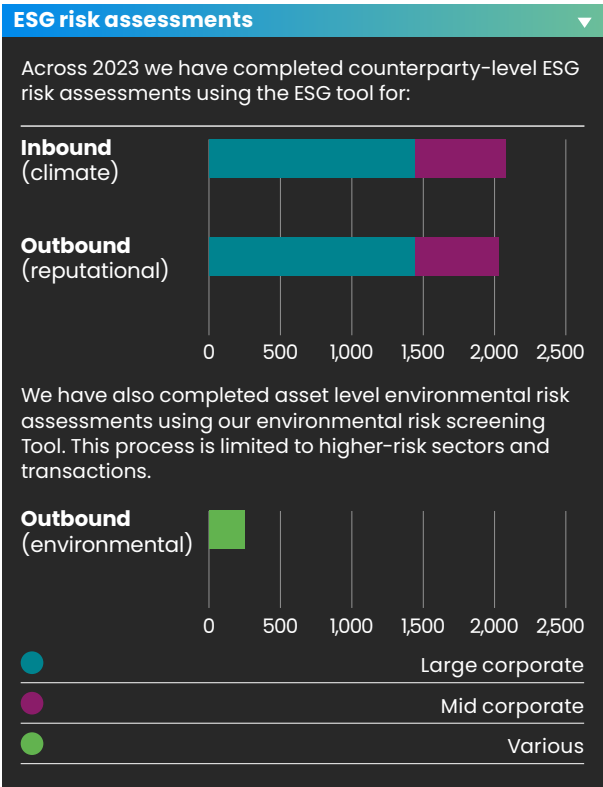 ESG risk assessments
Across 2023 we have completed counterparty-level ESG
risk assessments using the ESG tool for:
Inbound
(climate)
Outbound
(reputational)
0 500 1,000 1,500 2,000 2,500
We have also completed asset level environmental risk
assessments using our environmental risk screening
Tool. This process is limited to higher-risk sectors and
transactions.
Outbound
(environmental)
0 500 1,000 1,500 2,000 2,500
Large corporate
Mid corporate
Various